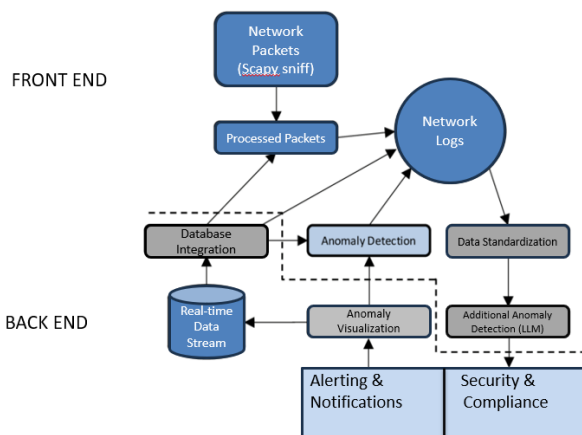 Network
Packets
(Scapy sniff)
FRONT END
Processed Packets
Network
Logs
Database
Integration
Anomaly Detection
Data Standardization
BACK END
Real-time
Data
Stream
Anomaly
Visualization
Additional Anomaly
Detection (LLM)
Alerting &
Notifications
Security &
Compliance